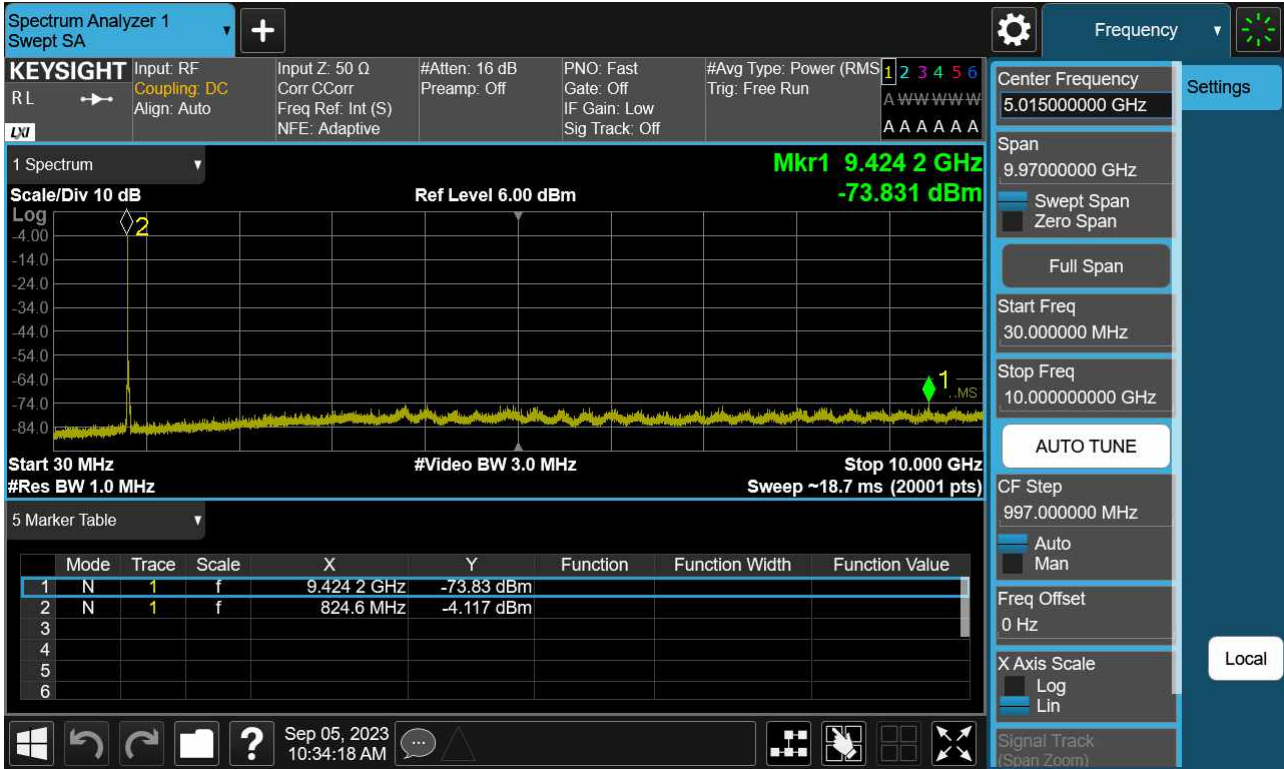 Spectrum Analyzer 1
Swept SA
Frequency
KEYSIGHT
RL
LXI
Input: RF
Coupling: DC
Align: Auto
Input Z: 50 Ω
Corr CCorr
Freq Ref: Int (S)
NFE: Adaptive
#Atten: 16 dB
Preamp: Off
PNO: Fast
Gate: Off
IF Gain: Low
Sig Track: Off
#Avg Type: Power (RMS
Trig: Free Run
1 2 3 4 5 6
A W W W W W
A A A A A A
1 Spectrum
Scale/Div 10 dB
Ref Level 6.00 dBm
Mkr1 9.424 2 GHz
-73.831 dBm
Log
-4.00
-14.0
-24.0
-34.0
-44.0
-54.0
-64.0
-74.0
-84.0
2
1
..MS
Start 30 MHz
#Video BW 3.0 MHz
Stop 10.000 GHz
#Res BW 1.0 MHz
Sweep ~18.7 ms (20001 pts)
5 Marker Table
Mode Trace Scale X Y Function Function Width Function Value
1 N 1 f 9.424 2 GHz -73.83 dBm
2 N 1 f 824.6 MHz -4.117 dBm
3
4
5
6
Sep 05, 2023
10:34:18 AM
Center Frequency
5.015000000 GHz
Settings
Span
9.97000000 GHz
Swept Span
Zero Span
Full Span
Start Freq
30.000000 MHz
Stop Freq
10.000000000 GHz
AUTO TUNE
CF Step
997.000000 MHz
Auto
Man
Freq Offset
0 Hz
X Axis Scale
Log
Lin
Local
Signal Track
(Span Zoom)